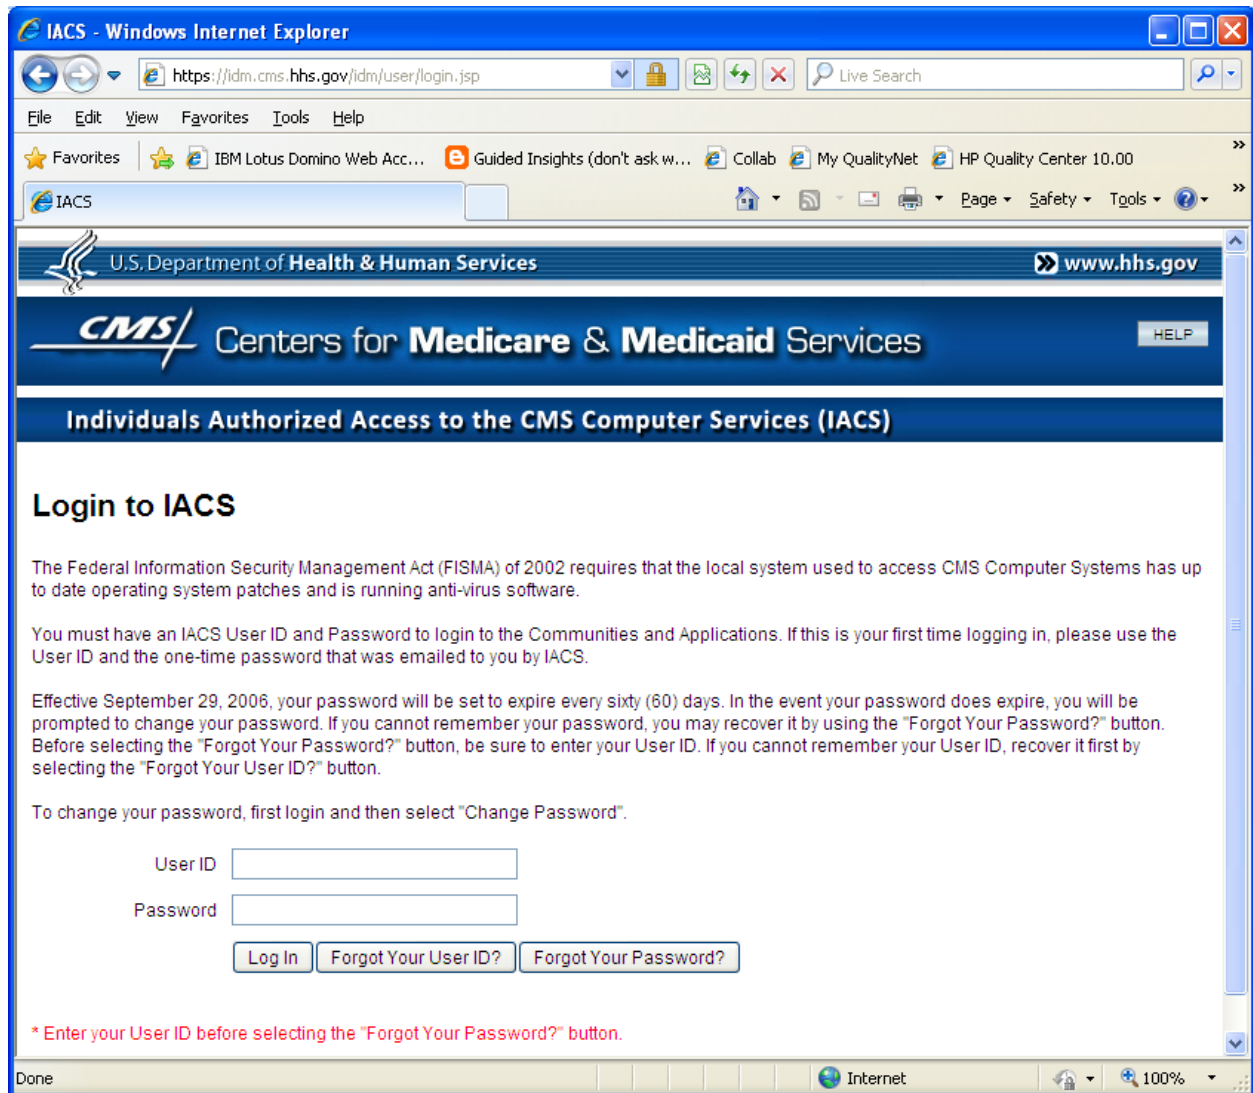 IACS - Windows Internet Explorer
https://idm.cms.hhs.gov/idm/user/login.jsp
Live Search
File Edit View Favorites Tools Help
Favorites IBM Lotus Domino Web Acc... Guided Insights (don't ask w... Collab My QualityNet HP Quality Center 10.00 »
IACS Page Safety Tools »
U.S. Department of Health & Human Services www.hhs.gov
CMS Centers for Medicare & Medicaid Services HELP
Individuals Authorized Access to the CMS Computer Services (IACS)
Login to IACS
The Federal Information Security Management Act (FISMA) of 2002 requires that the local system used to access CMS Computer Systems has up
to date operating system patches and is running anti-virus software.
You must have an IACS User ID and Password to login to the Communities and Applications. If this is your first time logging in, please use the
User ID and the one-time password that was emailed to you by IACS.
Effective September 29, 2006, your password will be set to expire every sixty (60) days. In the event your password does expire, you will be
prompted to change your password. If you cannot remember your password, you may recover it by using the "Forgot Your Password?" button.
Before selecting the "Forgot Your Password?" button, be sure to enter your User ID. If you cannot remember your User ID, recover it first by
selecting the "Forgot Your User ID?" button.
To change your password, first login and then select "Change Password".
User ID
Password
Log In Forgot Your User ID? Forgot Your Password?
* Enter your User ID before selecting the "Forgot Your Password?" button.
Done Internet 100%